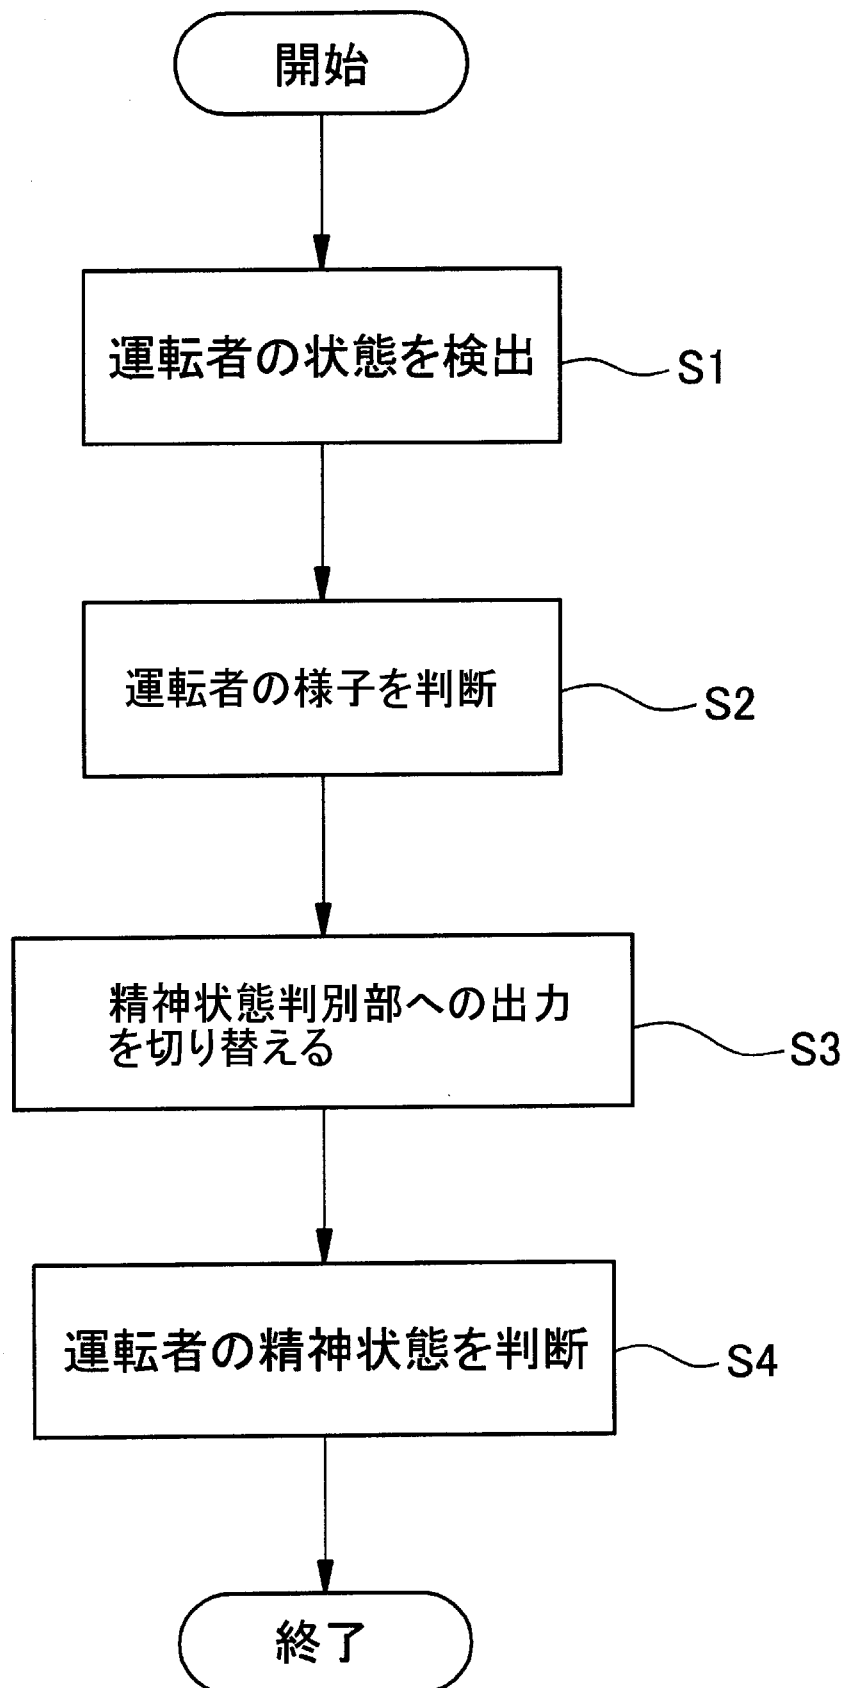 開始
運転者の状態を検出
S1
運転者の様子を判断
S2
精神状態判別部への出力
を切り替える
S3
運転者の精神状態を判断
S4
終了